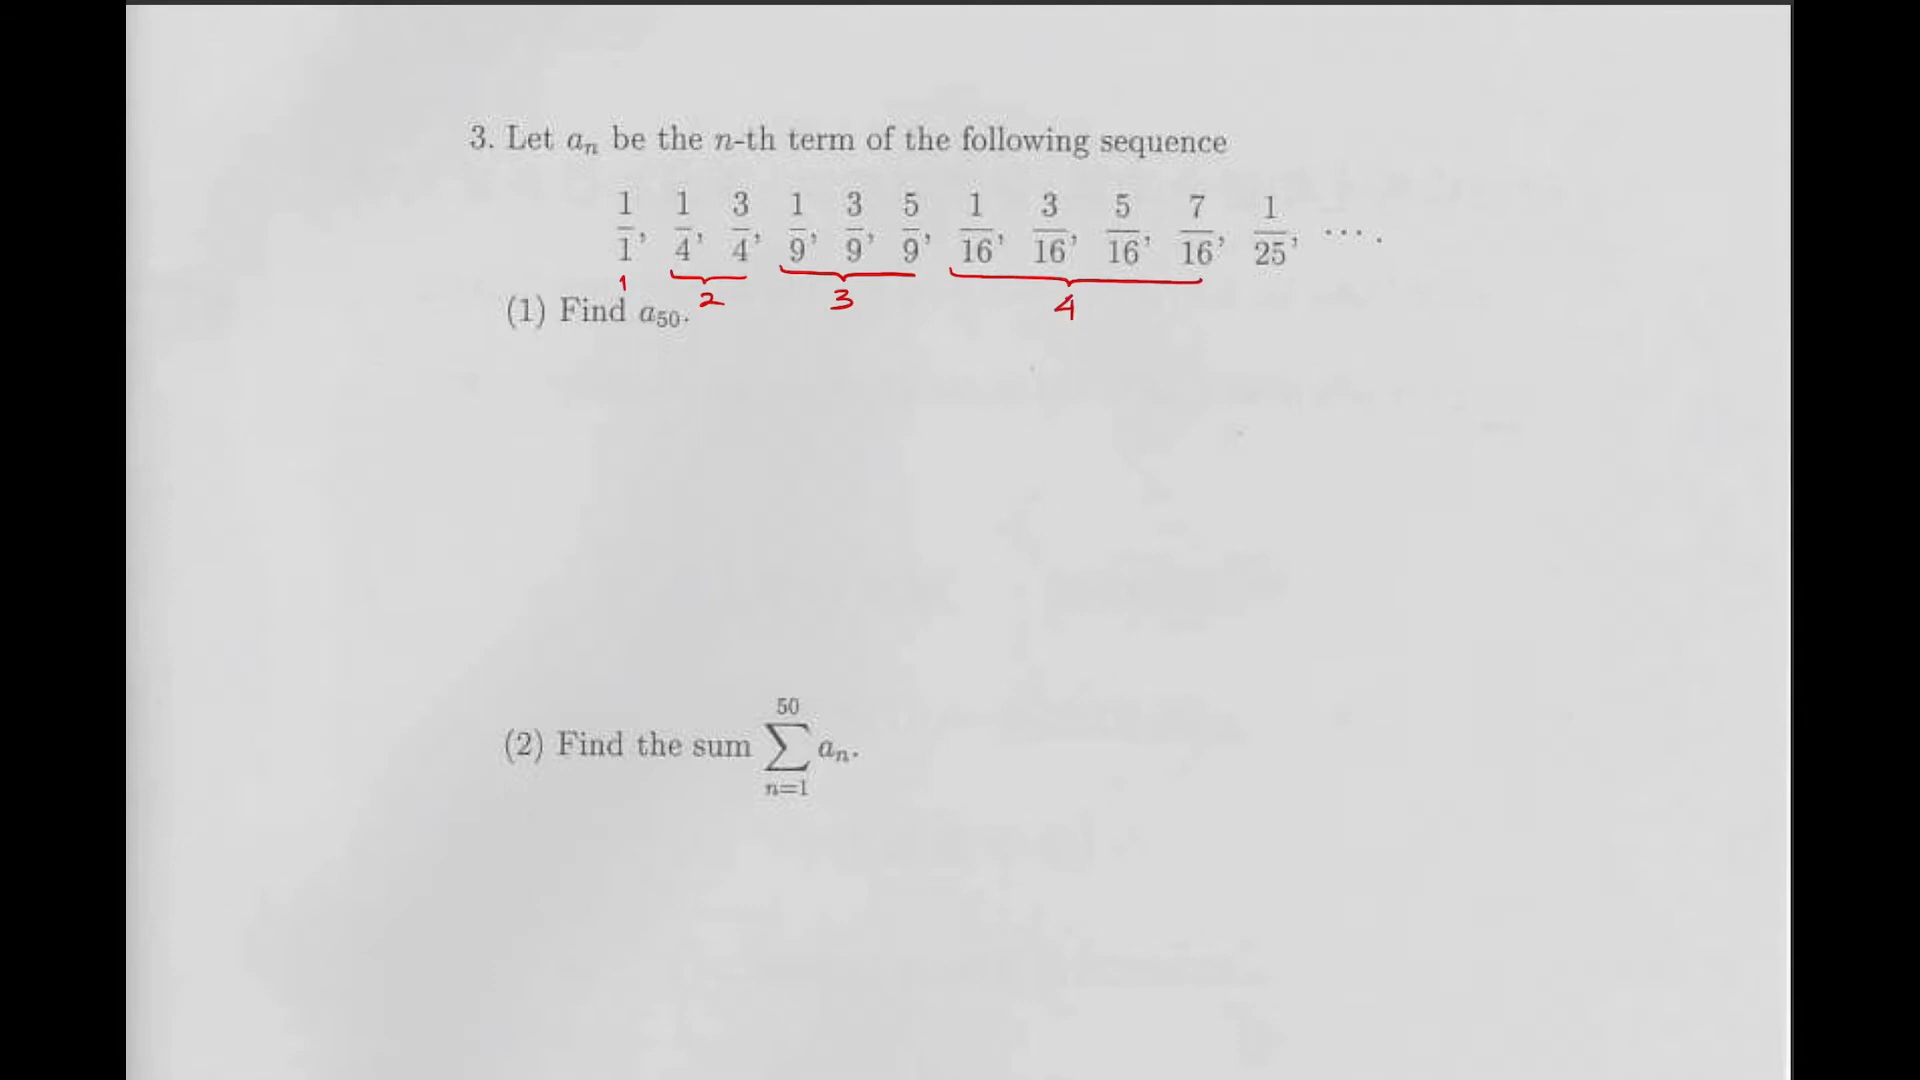 3. Let aₙ be the n-th term of the following sequence
1/1, 1/4, 3/4, 1/9, 3/9, 5/9, 1/16, 3/16, 5/16, 7/16, 1/25, ….
1 2 3 4
(1) Find a₅₀.
(2) Find the sum ∑_{n=1}^{50} aₙ.